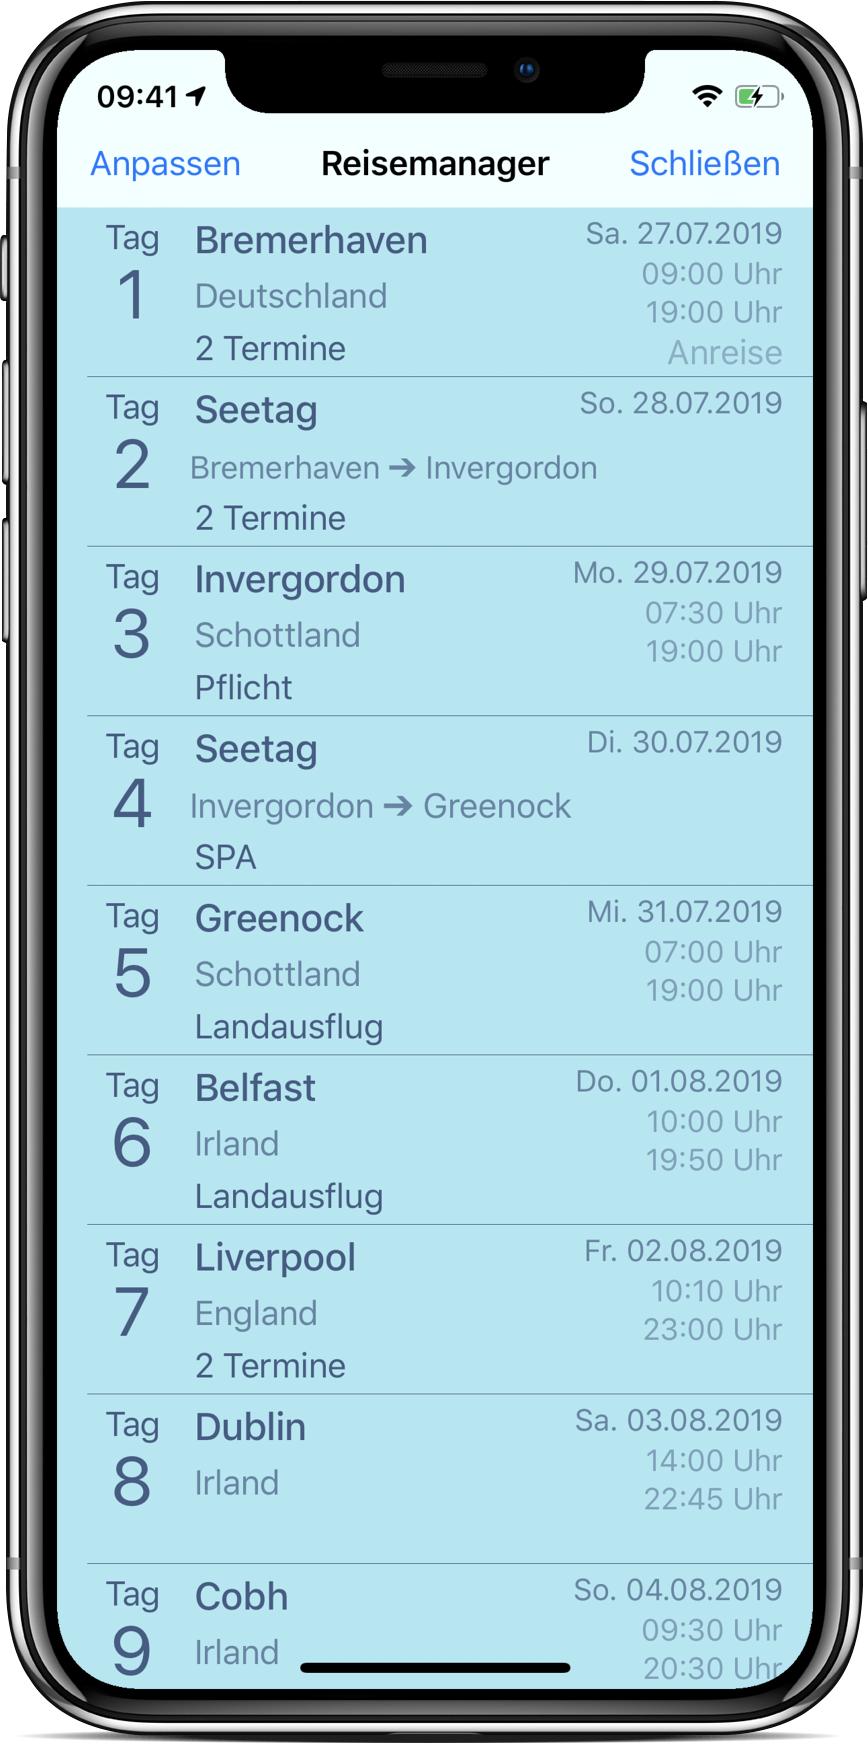 09:41
Anpassen Reisemanager Schließen
Tag 1 Bremerhaven Sa. 27.07.2019
Deutschland 09:00 Uhr
19:00 Uhr
2 Termine Anreise
Tag 2 Seetag So. 28.07.2019
Bremerhaven ➔ Invergordon
2 Termine
Tag 3 Invergordon Mo. 29.07.2019
Schottland 07:30 Uhr
19:00 Uhr
Pflicht
Tag 4 Seetag Di. 30.07.2019
Invergordon ➔ Greenock
SPA
Tag 5 Greenock Mi. 31.07.2019
Schottland 07:00 Uhr
19:00 Uhr
Landausflug
Tag 6 Belfast Do. 01.08.2019
Irland 10:00 Uhr
19:50 Uhr
Landausflug
Tag 7 Liverpool Fr. 02.08.2019
England 10:10 Uhr
23:00 Uhr
2 Termine
Tag 8 Dublin Sa. 03.08.2019
Irland 14:00 Uhr
22:45 Uhr
Tag 9 Cobh So. 04.08.2019
Irland 09:30 Uhr
20:30 Uhr